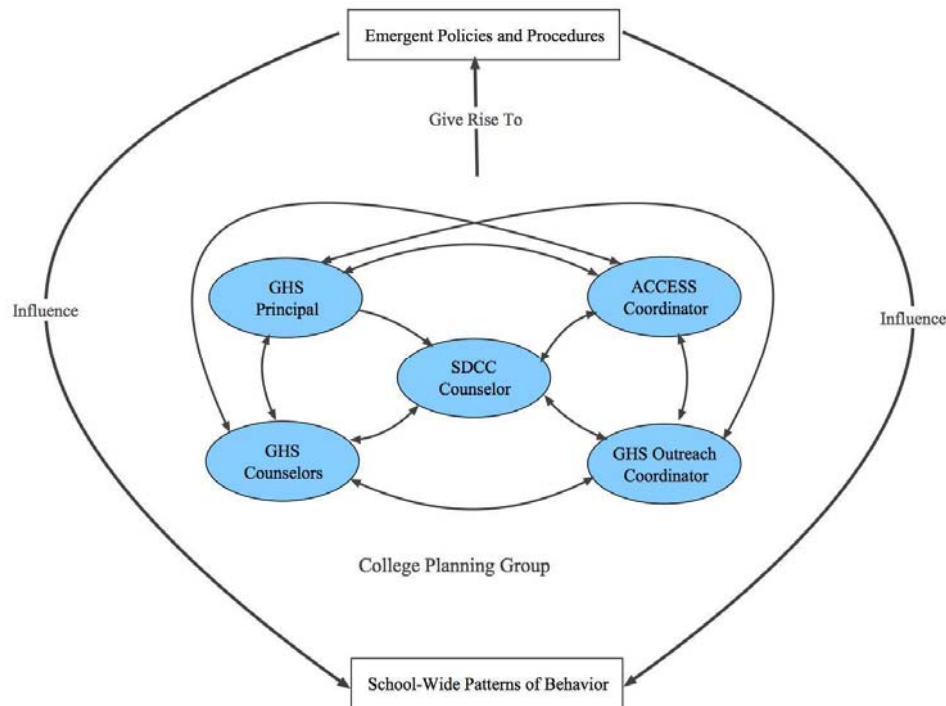 Emergent Policies and Procedures
Give Rise To
GHS
Principal
ACCESS
Coordinator
Influence
Influence
SDCC
Counselor
GHS
Counselors
GHS Outreach
Coordinator
College Planning Group
School-Wide Patterns of Behavior